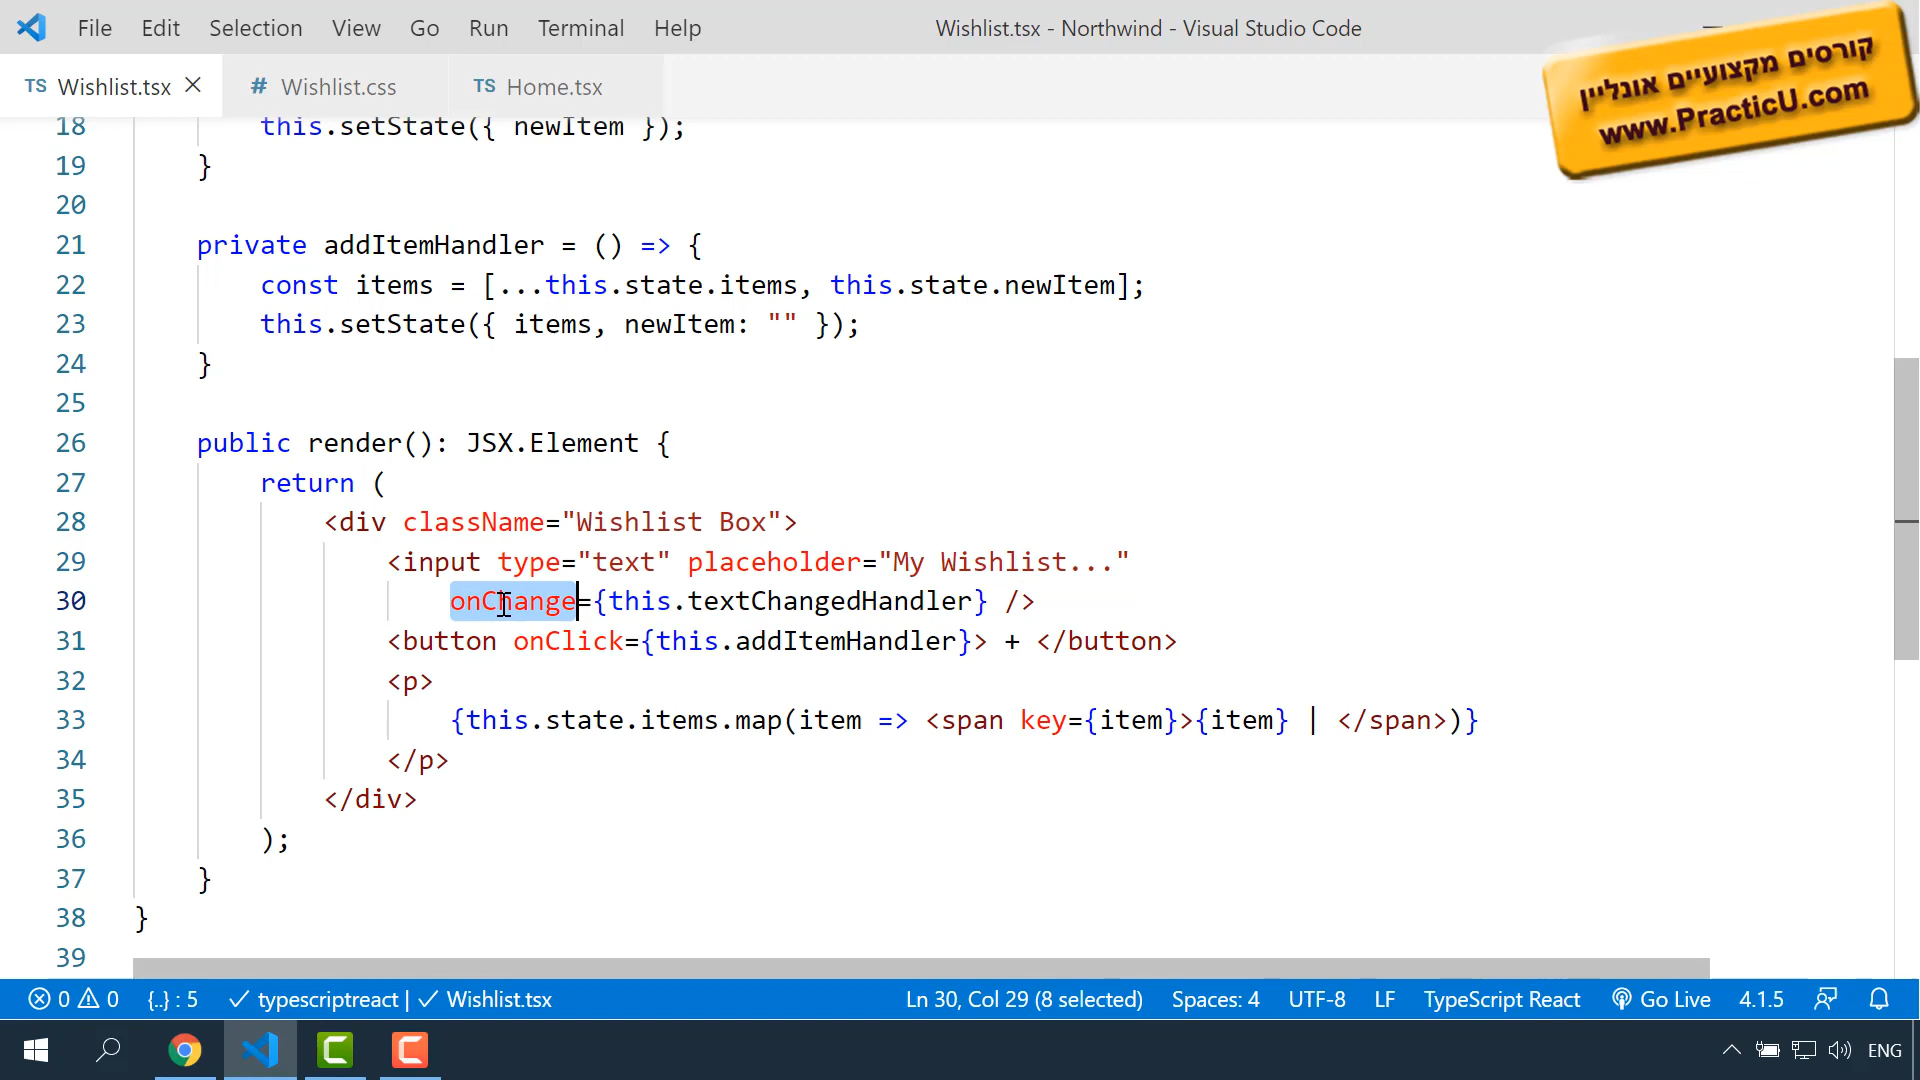 File Edit Selection View Go Run Terminal Help
Wishlist.tsx - Northwind - Visual Studio Code
קורסים מקצועיים אונליין
www.PracticU.com
TS Wishlist.tsx
# Wishlist.css
TS Home.tsx
18 this.setState({ newItem });
19 }
20
21 private addItemHandler = () => {
22 const items = [...this.state.items, this.state.newItem];
23 this.setState({ items, newItem: "" });
24 }
25
26 public render(): JSX.Element {
27 return (
28 <div className="Wishlist Box">
29 <input type="text" placeholder="My Wishlist..."
30 onChange={this.textChangedHandler} />
31 <button onClick={this.addItemHandler}> + </button>
32 <p>
33 {this.state.items.map(item => <span key={item}>{item} | </span>)}
34 </p>
35 </div>
36 );
37 }
38 }
39
0 0 {..} : 5 ✓ typescriptreact | ✓ Wishlist.tsx Ln 30, Col 29 (8 selected) Spaces: 4 UTF-8 LF TypeScript React Go Live 4.1.5
ENG